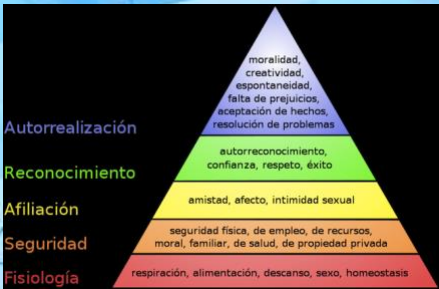 moralidad,
creatividad,
espontaneidad,
falta de prejuicios,
aceptación de hechos,
resolución de problemas
Autorrealización
autorreconocimiento,
confianza, respeto, éxito
Reconocimiento
amistad, afecto, intimidad sexual
Afiliación
seguridad física, de empleo, de recursos,
moral, familiar, de salud, de propiedad privada
Seguridad
respiración, alimentación, descanso, sexo, homeostasis
Fisiología